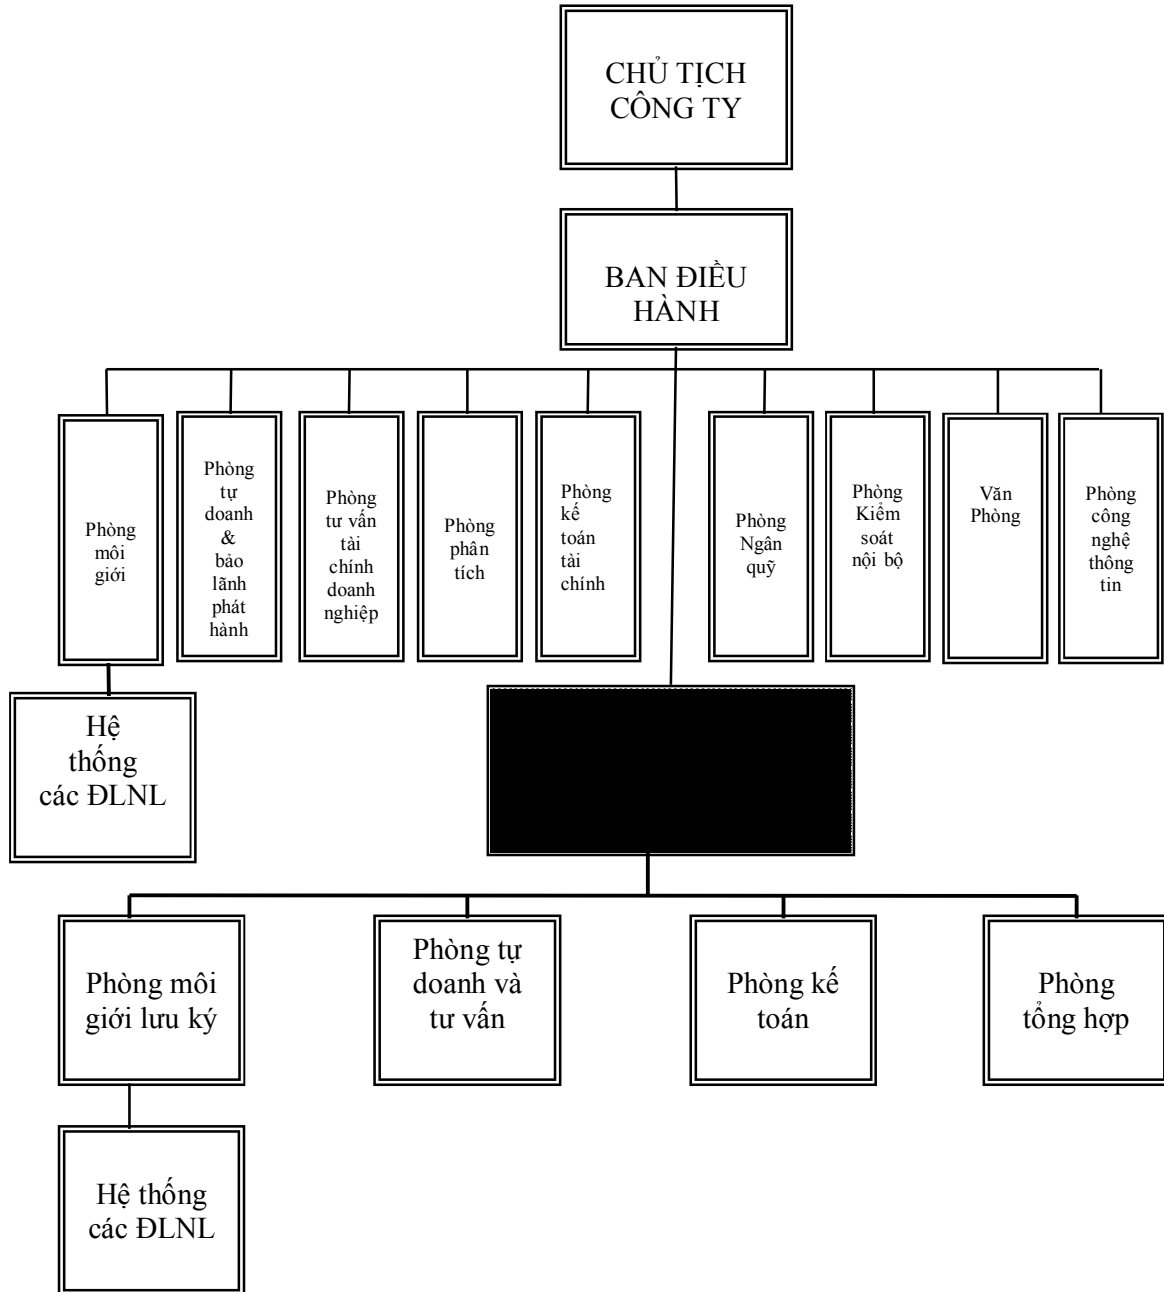 CHỦ TỊCH
CÔNG TY
BAN ĐIỀU
HÀNH
Phòng
môi
giới
Phòng
tự
doanh
&
bảo
lãnh
phát
hành
Phòng
tư vấn
tài
chính
doanh
nghiệp
Phòng
phân
tích
Phòng
kế
toán
tài
chính
Phòng
Ngân
quỹ
Phòng
Kiểm
soát
nội bộ
Văn
Phòng
Phòng
công
nghệ
thông
tin
Hệ
thống
các ĐLNL
Phòng môi
giới lưu ký
Phòng tự
doanh và
tư vấn
Phòng kế
toán
Phòng
tổng hợp
Hệ thống
các ĐLNL